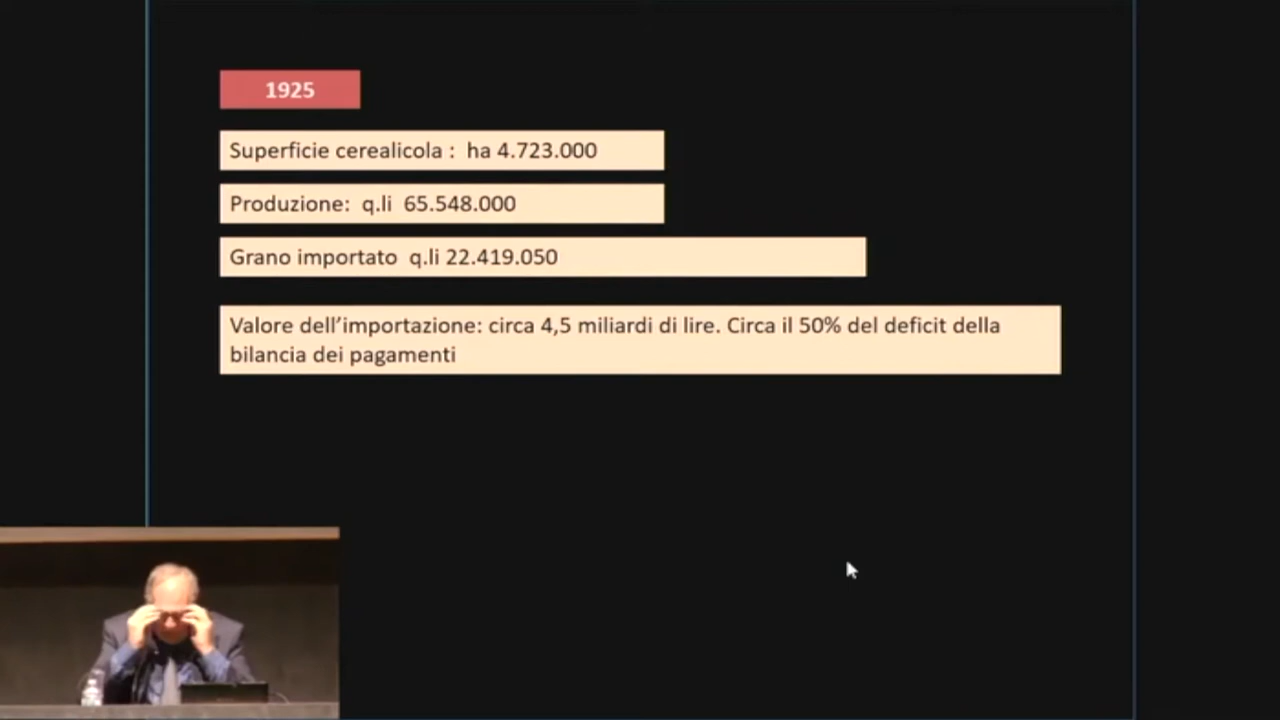 1925
Superficie cerealicola : ha 4.723.000
Produzione: q.li 65.548.000
Grano importato q.li 22.419.050
Valore dell’importazione: circa 4,5 miliardi di lire. Circa il 50% del deficit della
bilancia dei pagamenti